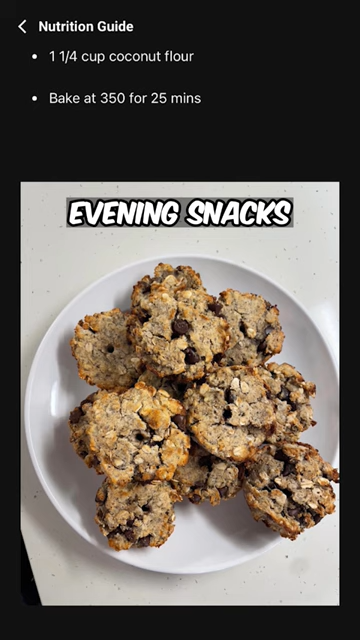 Nutrition Guide
• 1 1/4 cup coconut flour
• Bake at 350 for 25 mins
EVENING SNACKS